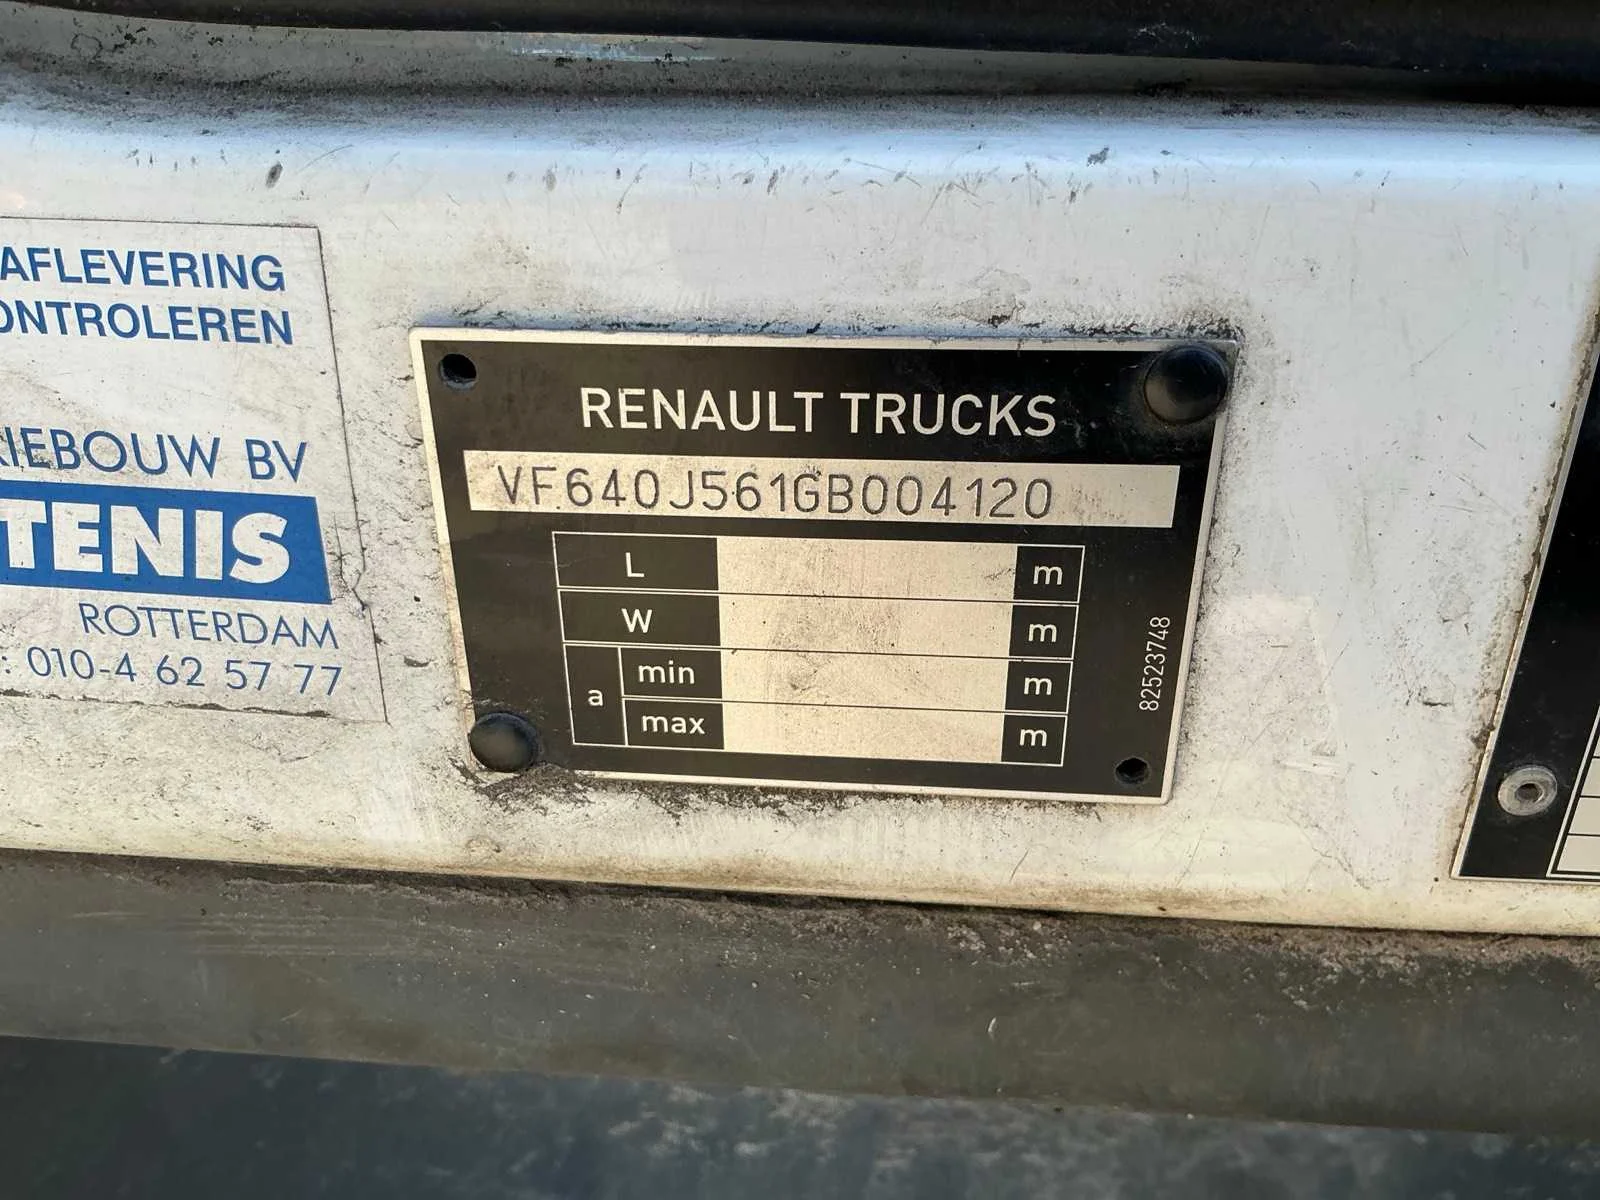 AFLEVERING
ONTROLEREN
RIEBOUW BV
TENIS
ROTTERDAM
: 010-4 62 57 77
RENAULT TRUCKS
VF640J561GB004120
L m
W m
a min m
max m
82523748